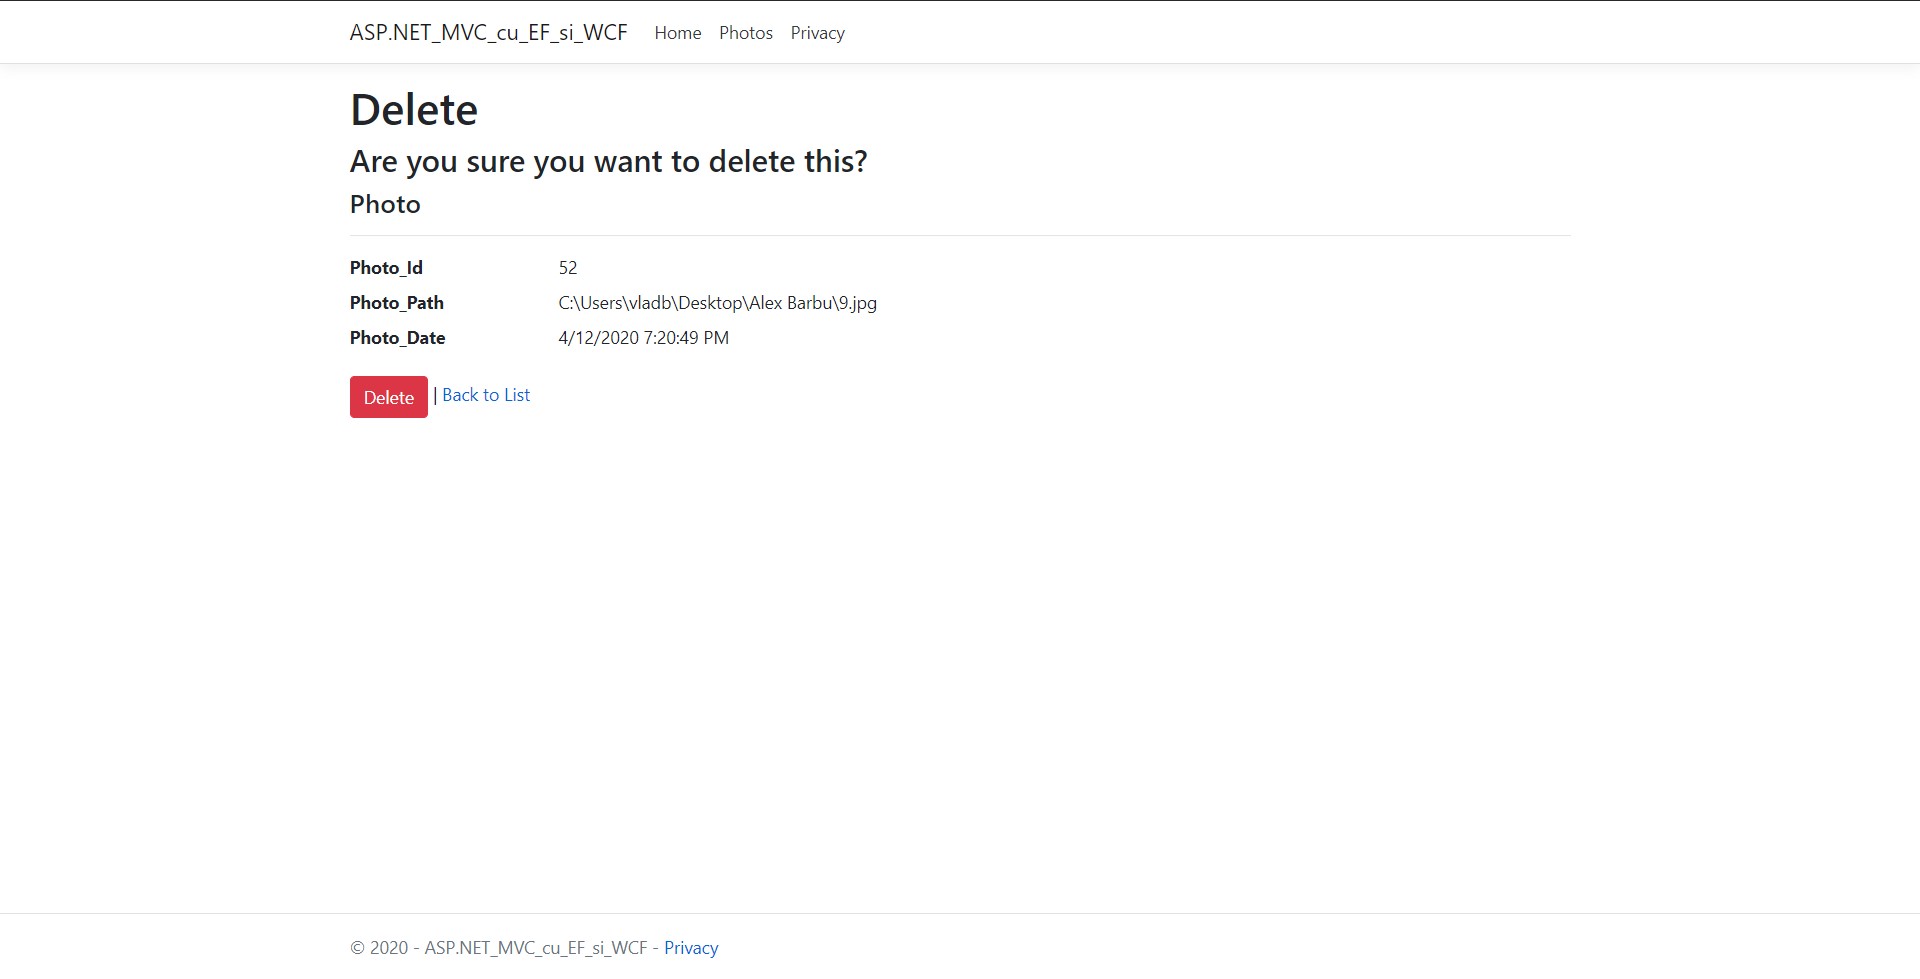 ASP.NET_MVC_cu_EF_si_WCF Home Photos Privacy
Delete
Are you sure you want to delete this?
Photo
Photo_Id 52
Photo_Path C:\Users\vladb\Desktop\Alex Barbu\9.jpg
Photo_Date 4/12/2020 7:20:49 PM
Delete | Back to List
© 2020 - ASP.NET_MVC_cu_EF_si_WCF - Privacy